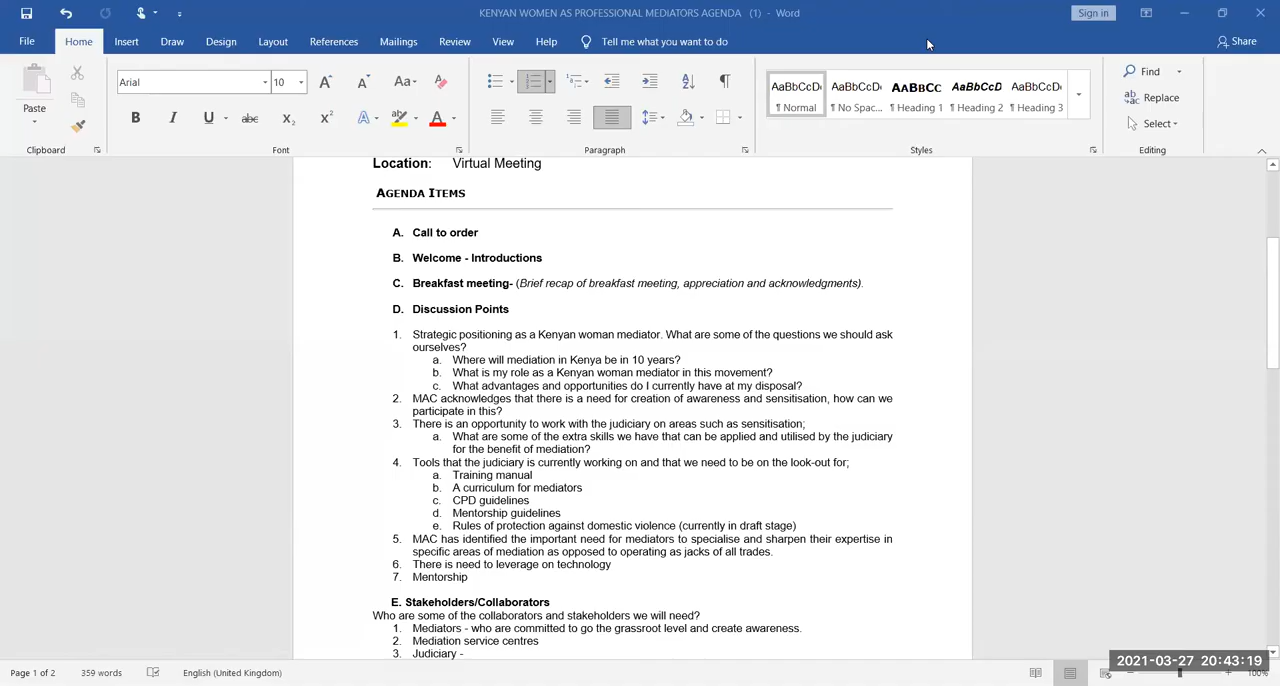 KENYAN WOMEN AS PROFESSIONAL MEDIATORS AGENDA (1) - Word
Sign in
File Home Insert Draw Design Layout References Mailings Review View Help Tell me what you want to do Share
Paste
Arial 10
AaBbCcDı AaBbCcDı AABBCC AaBbCcD AaBbCcDı
¶ Normal ¶ No Spac... ¶ Heading 1 ¶ Heading 2 ¶ Heading 3
Find
Replace
Select
Clipboard Font Paragraph Styles Editing
Location: Virtual Meeting
AGENDA ITEMS
A. Call to order
B. Welcome - Introductions
C. Breakfast meeting- (Brief recap of breakfast meeting, appreciation and acknowledgments).
D. Discussion Points
1. Strategic positioning as a Kenyan woman mediator. What are some of the questions we should ask
ourselves?
a. Where will mediation in Kenya be in 10 years?
b. What is my role as a Kenyan woman mediator in this movement?
c. What advantages and opportunities do I currently have at my disposal?
2. MAC acknowledges that there is a need for creation of awareness and sensitisation, how can we
participate in this?
3. There is an opportunity to work with the judiciary on areas such as sensitisation;
a. What are some of the extra skills we have that can be applied and utilised by the judiciary
for the benefit of mediation?
4. Tools that the judiciary is currently working on and that we need to be on the look-out for;
a. Training manual
b. A curriculum for mediators
c. CPD guidelines
d. Mentorship guidelines
e. Rules of protection against domestic violence (currently in draft stage)
5. MAC has identified the important need for mediators to specialise and sharpen their expertise in
specific areas of mediation as opposed to operating as jacks of all trades.
6. There is need to leverage on technology
7. Mentorship
E. Stakeholders/Collaborators
Who are some of the collaborators and stakeholders we will need?
1. Mediators - who are committed to go the grassroot level and create awareness.
2. Mediation service centres
3. Judiciary -
Page 1 of 2 359 words English (United Kingdom) 100%
2021-03-27 20:43:19